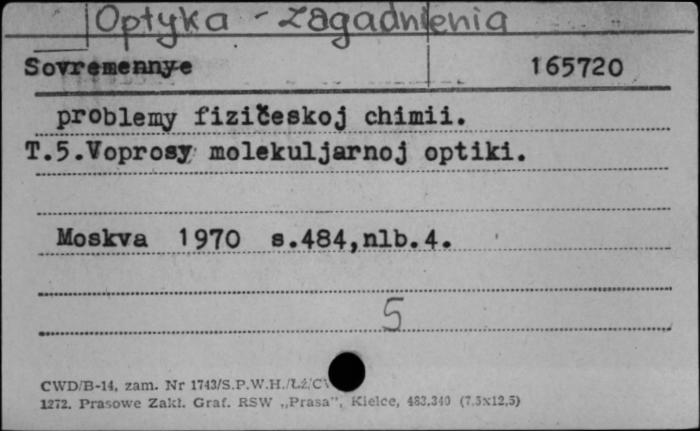 Optyka - zagadnienia
Sovremennye 165720
problemy fizičeskoj chimii.
T.5.Voprosy molekuljarnoj optiki.
Moskva 1970 s.484,nlb.4.
5
CWD/B-14, zam. Nr 1743/S.P.W.H./Łź/
1272. Prasowe Zakł. Graf. RSW „Prasa”, Kielce, 483.340 (7.5x12,5)